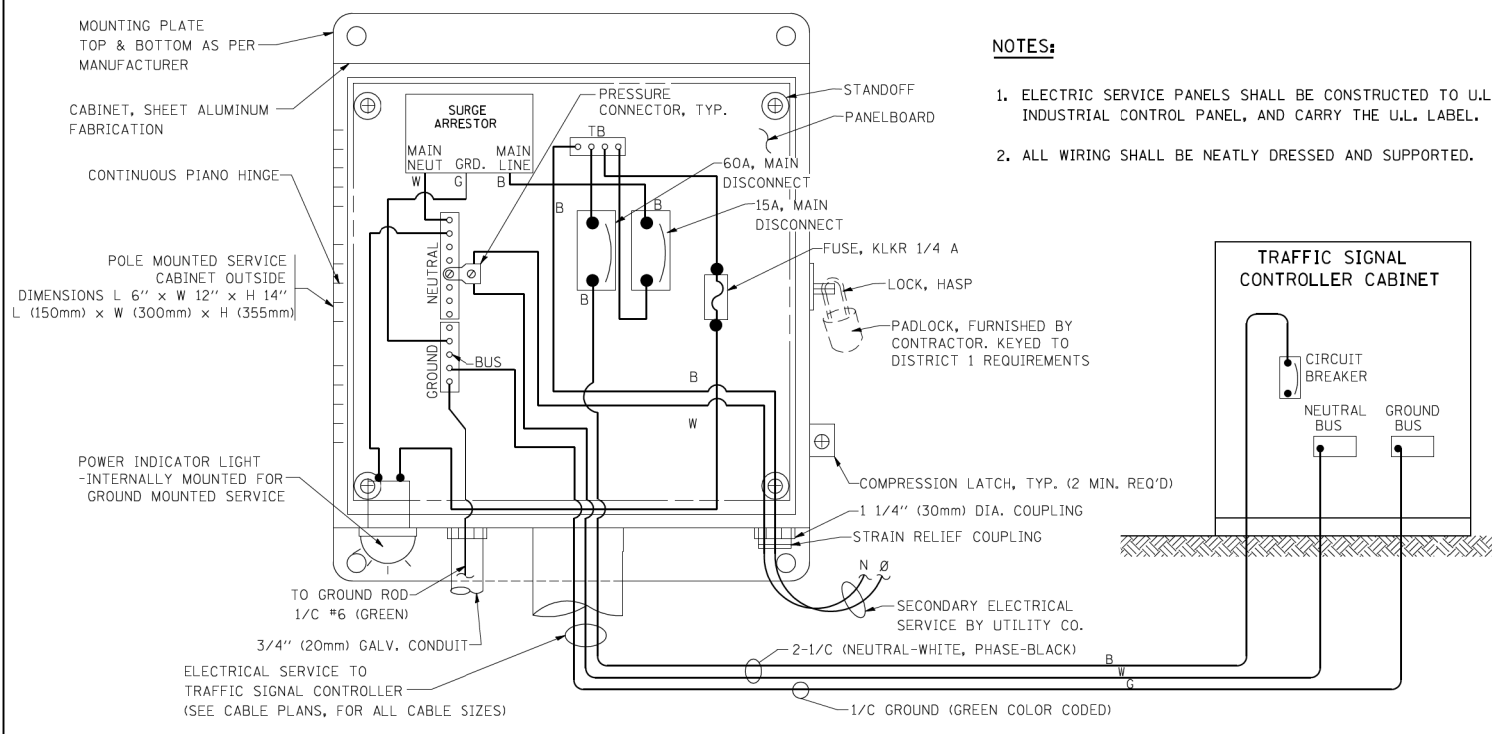 MOUNTING PLATE
TOP & BOTTOM AS PER
MANUFACTURER
CABINET, SHEET ALUMINUM
FABRICATION
CONTINUOUS PIANO HINGE
POLE MOUNTED SERVICE
CABINET OUTSIDE
DIMENSIONS L 6'' x W 12'' x H 14''
L (150mm) x W (300mm) x H (355mm)
POWER INDICATOR LIGHT
-INTERNALLY MOUNTED FOR
GROUND MOUNTED SERVICE
SURGE
ARRESTOR
MAIN
NEUT
GRD.
MAIN
LINE
W
G
B
PRESSURE
CONNECTOR, TYP.
TB
NEUTRAL
GROUND
BUS
B
B
B
B
W
STANDOFF
PANELBOARD
60A, MAIN
DISCONNECT
15A, MAIN
DISCONNECT
FUSE, KLKR 1/4 A
LOCK, HASP
PADLOCK, FURNISHED BY
CONTRACTOR. KEYED TO
DISTRICT 1 REQUIREMENTS
COMPRESSION LATCH, TYP. (2 MIN. REQ'D)
1 1/4'' (30mm) DIA. COUPLING
STRAIN RELIEF COUPLING
N Ø
SECONDARY ELECTRICAL
SERVICE BY UTILITY CO.
TO GROUND ROD
1/C #6 (GREEN)
3/4'' (20mm) GALV. CONDUIT
ELECTRICAL SERVICE TO
TRAFFIC SIGNAL CONTROLLER
(SEE CABLE PLANS, FOR ALL CABLE SIZES)
2-1/C (NEUTRAL-WHITE, PHASE-BLACK)
B
W
G
1/C GROUND (GREEN COLOR CODED)
NOTES:
1. ELECTRIC SERVICE PANELS SHALL BE CONSTRUCTED TO U.L
INDUSTRIAL CONTROL PANEL, AND CARRY THE U.L. LABEL.
2. ALL WIRING SHALL BE NEATLY DRESSED AND SUPPORTED.
TRAFFIC SIGNAL
CONTROLLER CABINET
CIRCUIT
BREAKER
NEUTRAL
BUS
GROUND
BUS